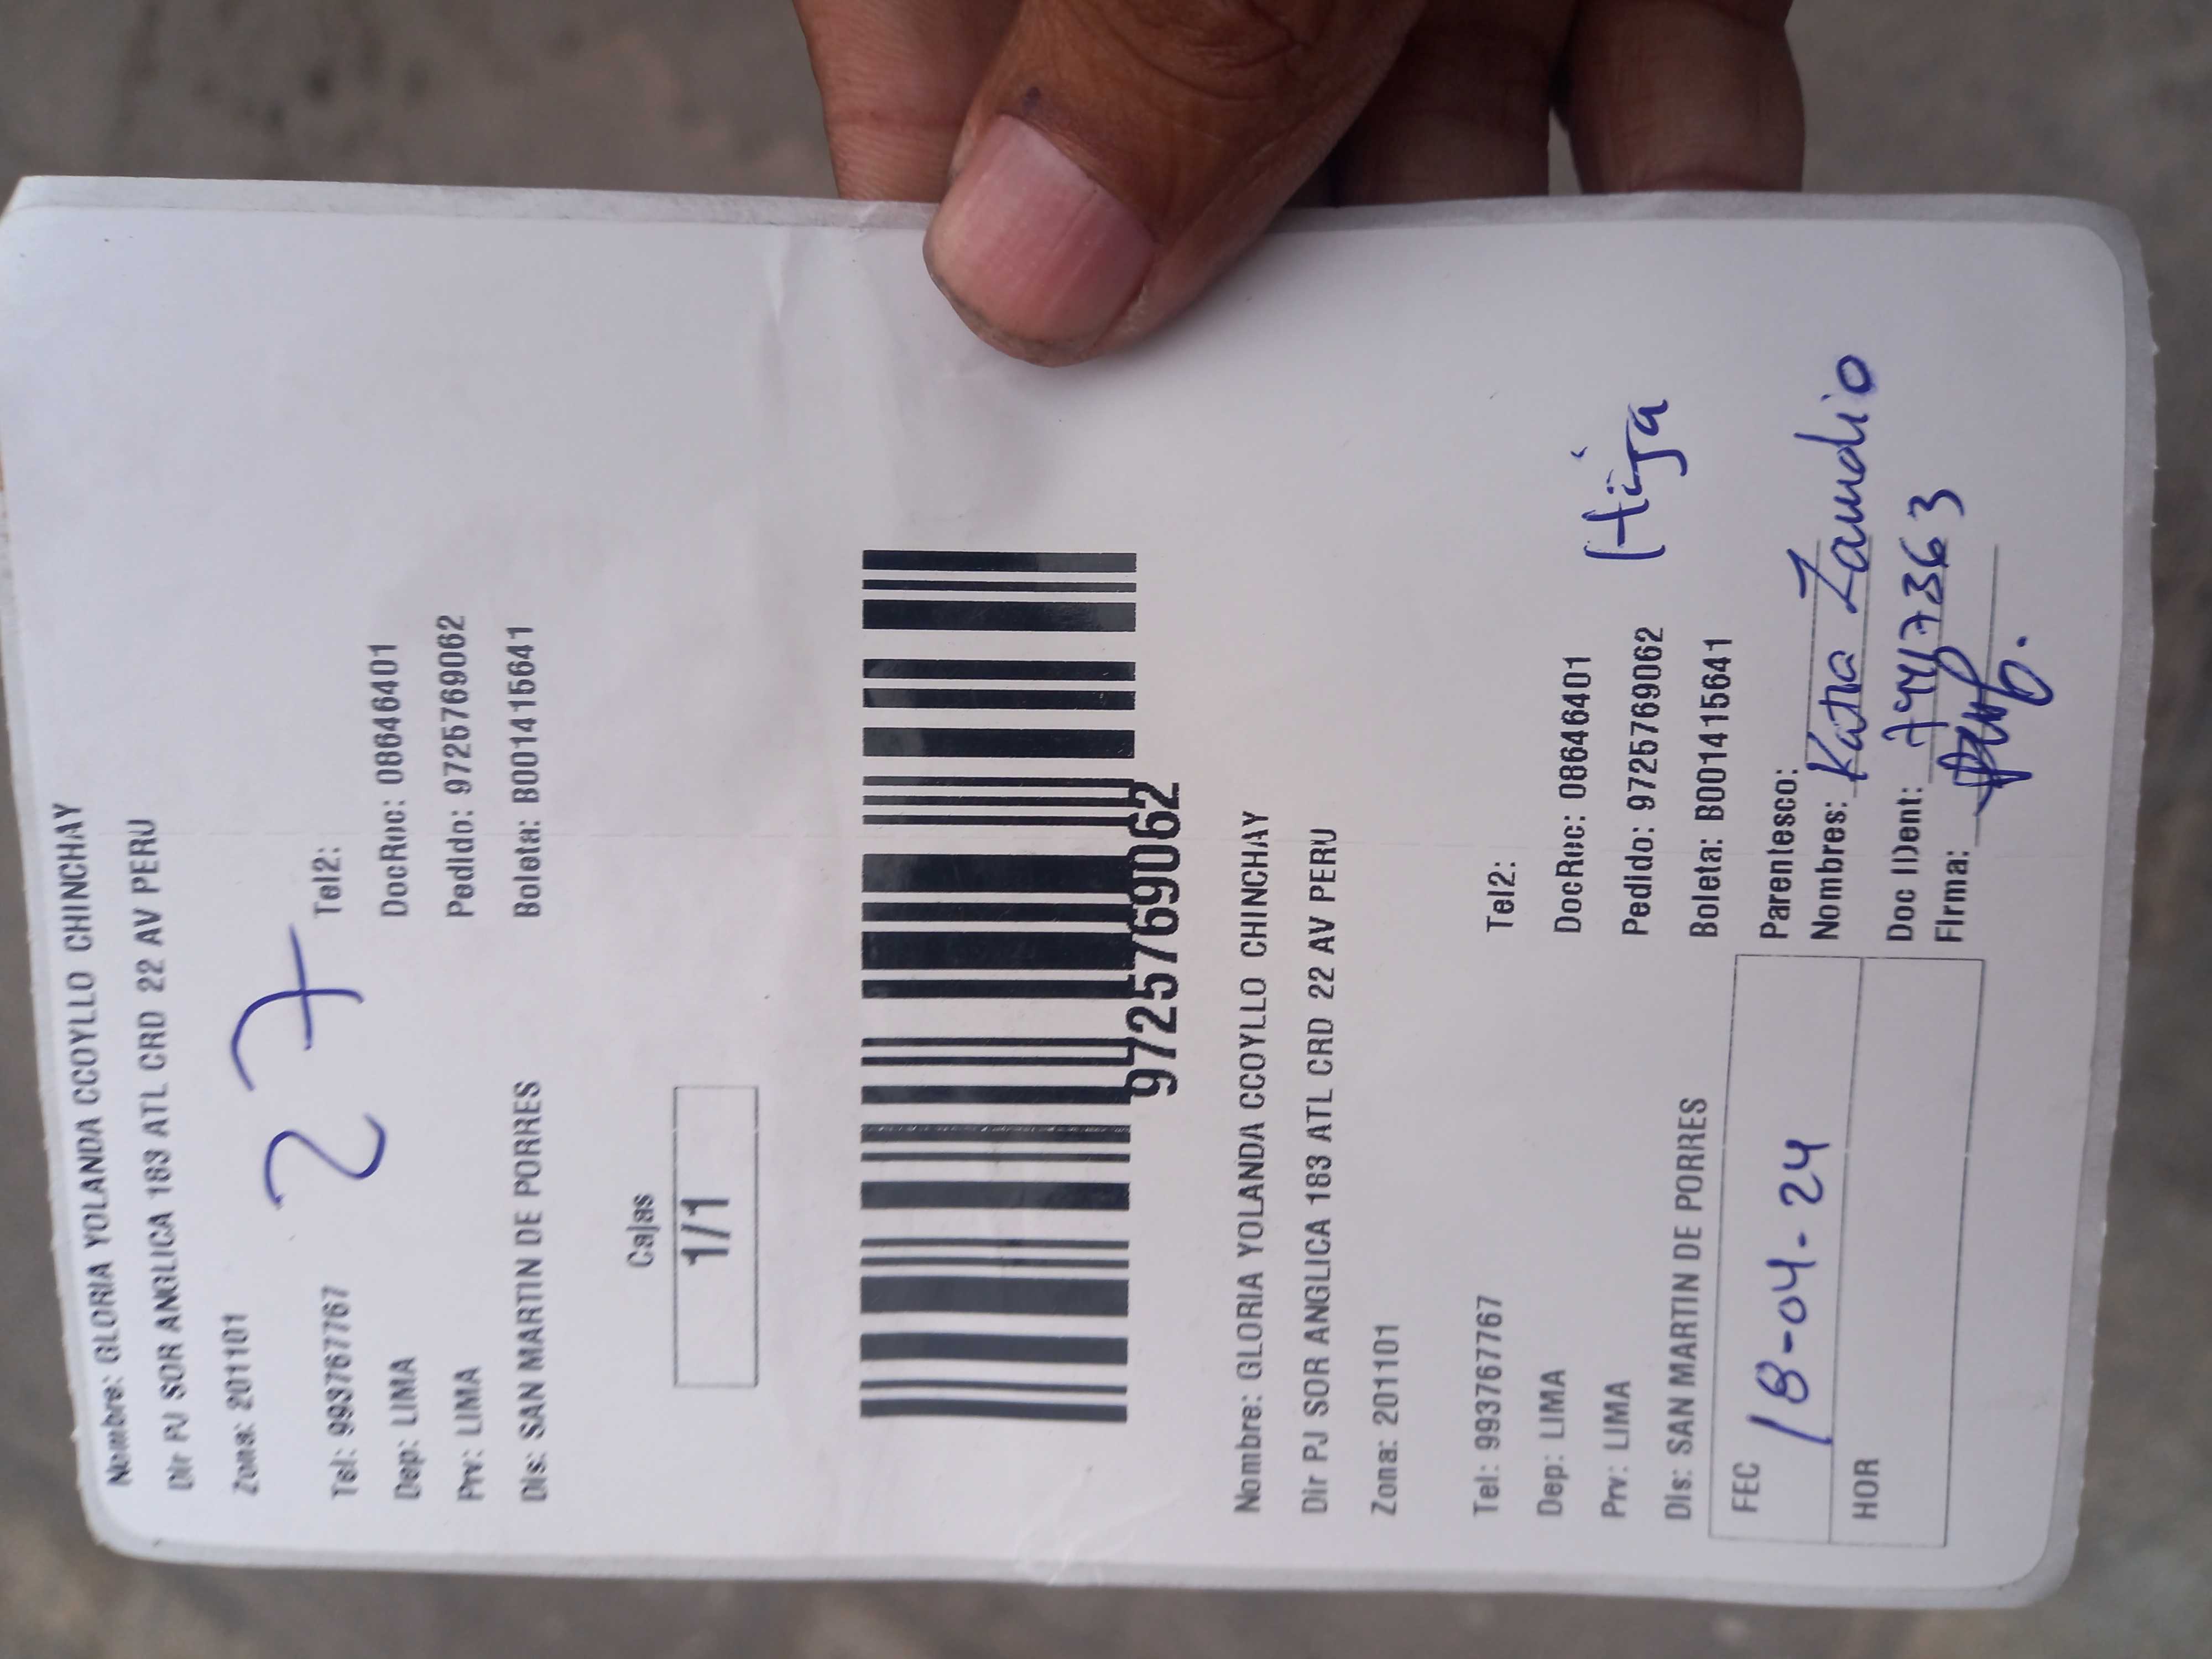 Nombre: GLORIA YOLANDA CCOYLLO CHINCHAY
Dir PJ SOR ANGLICA 183 ATL CRD 22 AV PERU
Zona: 201101
27
Tel: 993767767 Tel2:
Dep: LIMA DocRuc: 08646401
Prv: LIMA Pedido: 9725769062
Dis: SAN MARTIN DE PORRES Boleta: B001415641
Cajas
1/1
9725769062
Nombre: GLORIA YOLANDA CCOYLLO CHINCHAY
Dir PJ SOR ANGLICA 183 ATL CRD 22 AV PERU
Zona: 201101
Tel: 993767767 Tel2:
Dep: LIMA DocRuc: 08646401
Prv: LIMA Pedido: 9725769062
Hija
Dis: SAN MARTIN DE PORRES Boleta: B001415641
FEC 18-04-24 Parentesco:
Nombres: Katia Zamudio
HOR Doc IDent:
Firma: